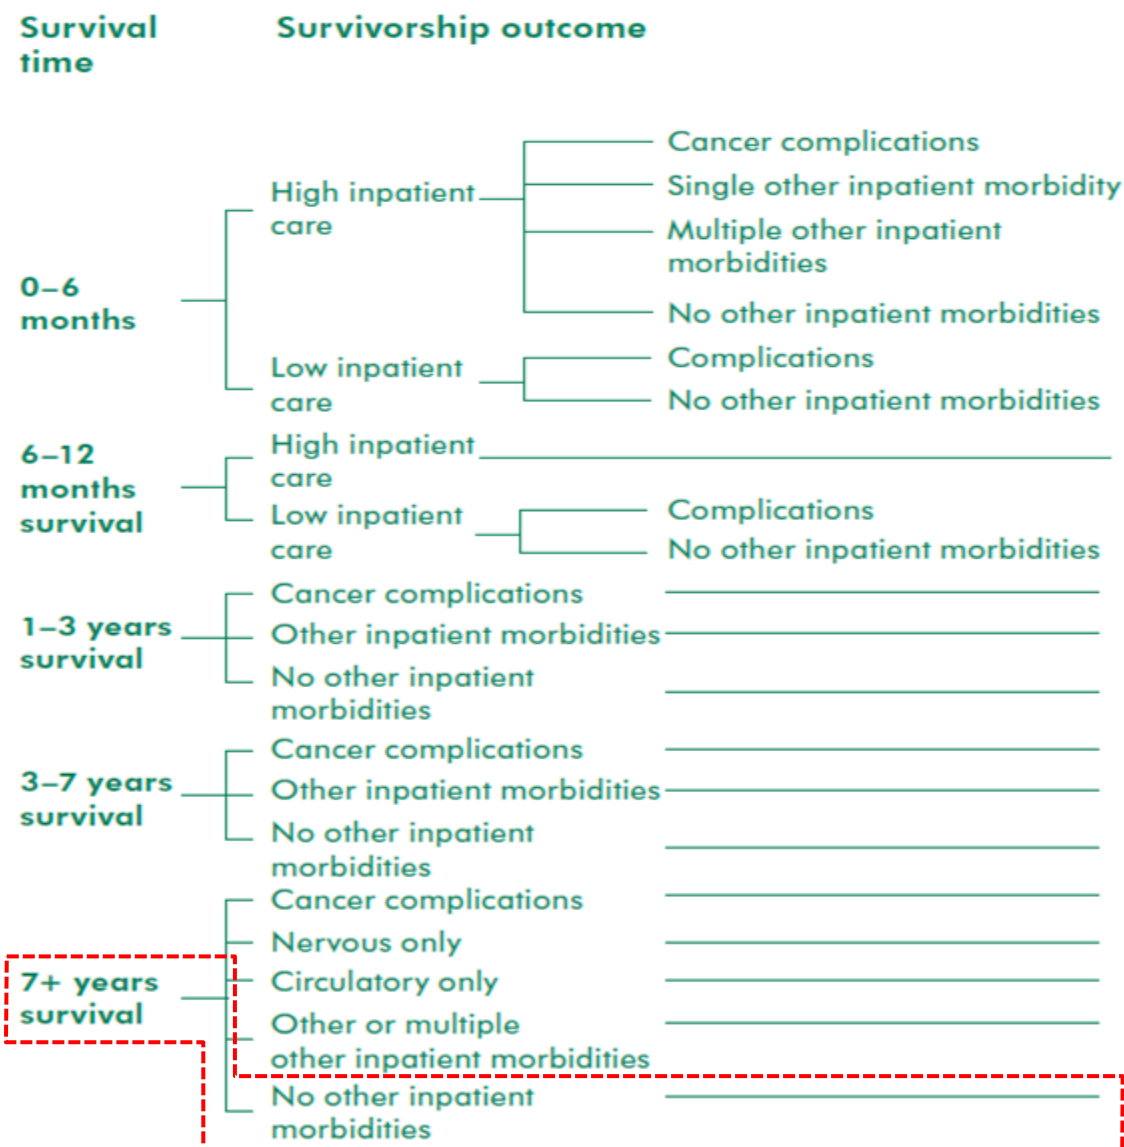 Survival
time
Survivorship outcome
0–6
months
High inpatient
care
Cancer complications
Single other inpatient morbidity
Multiple other inpatient
morbidities
No other inpatient morbidities
Low inpatient
care
Complications
No other inpatient morbidities
6–12
months
survival
High inpatient
care
Low inpatient
care
Complications
No other inpatient morbidities
1–3 years
survival
Cancer complications
Other inpatient morbidities
No other inpatient
morbidities
3–7 years
survival
Cancer complications
Other inpatient morbidities
No other inpatient
morbidities
7+ years
survival
Cancer complications
Nervous only
Circulatory only
Other or multiple
other inpatient morbidities
No other inpatient
morbidities